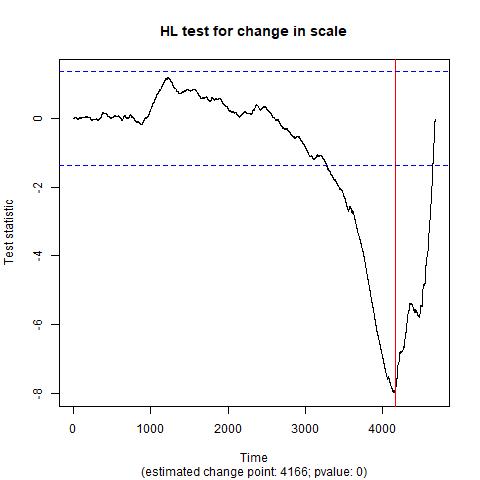 HL test for change in scale
Test statistic
0
-2
-4
-6
-8
0 1000 2000 3000 4000
Time
(estimated change point: 4166; pvalue: 0)